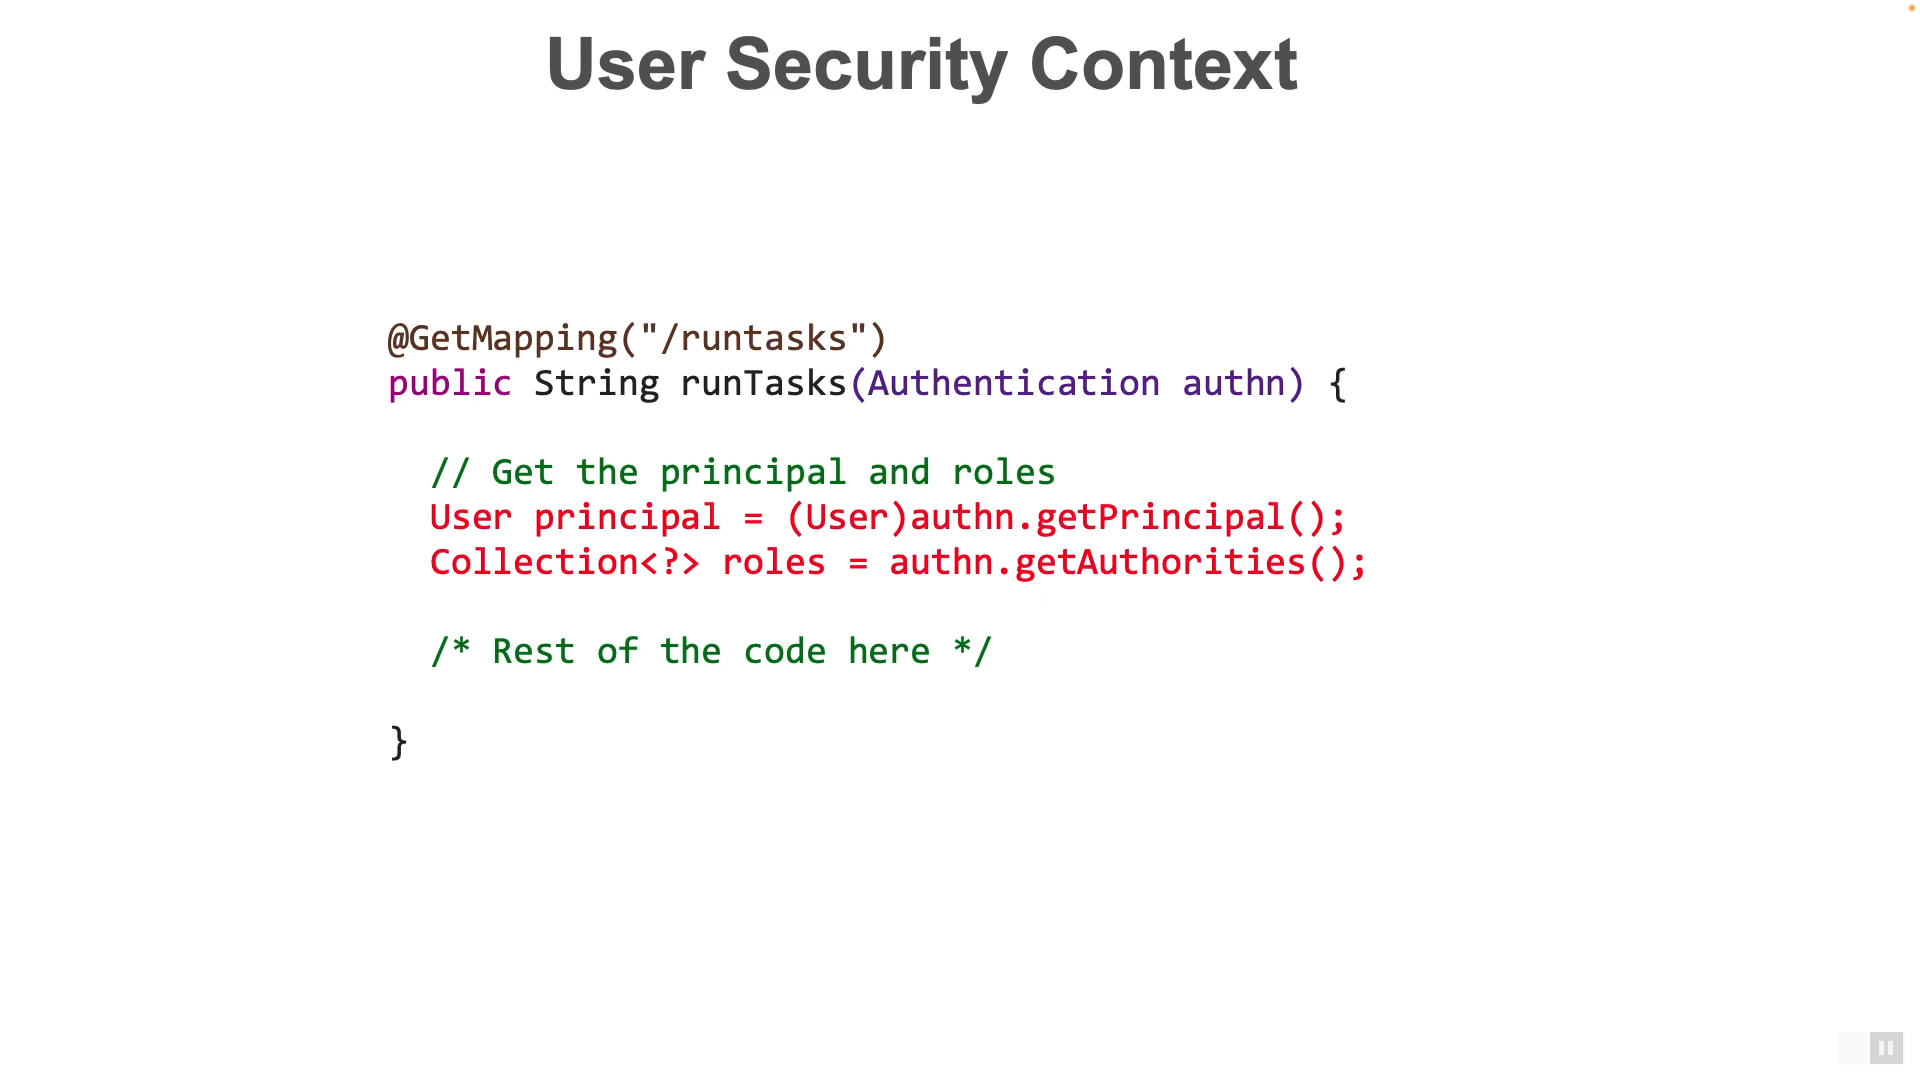 User Security Context
@GetMapping("/runtasks")
public String runTasks(Authentication authn) {
// Get the principal and roles
User principal = (User)authn.getPrincipal();
Collection<?> roles = authn.getAuthorities();
/* Rest of the code here */
}